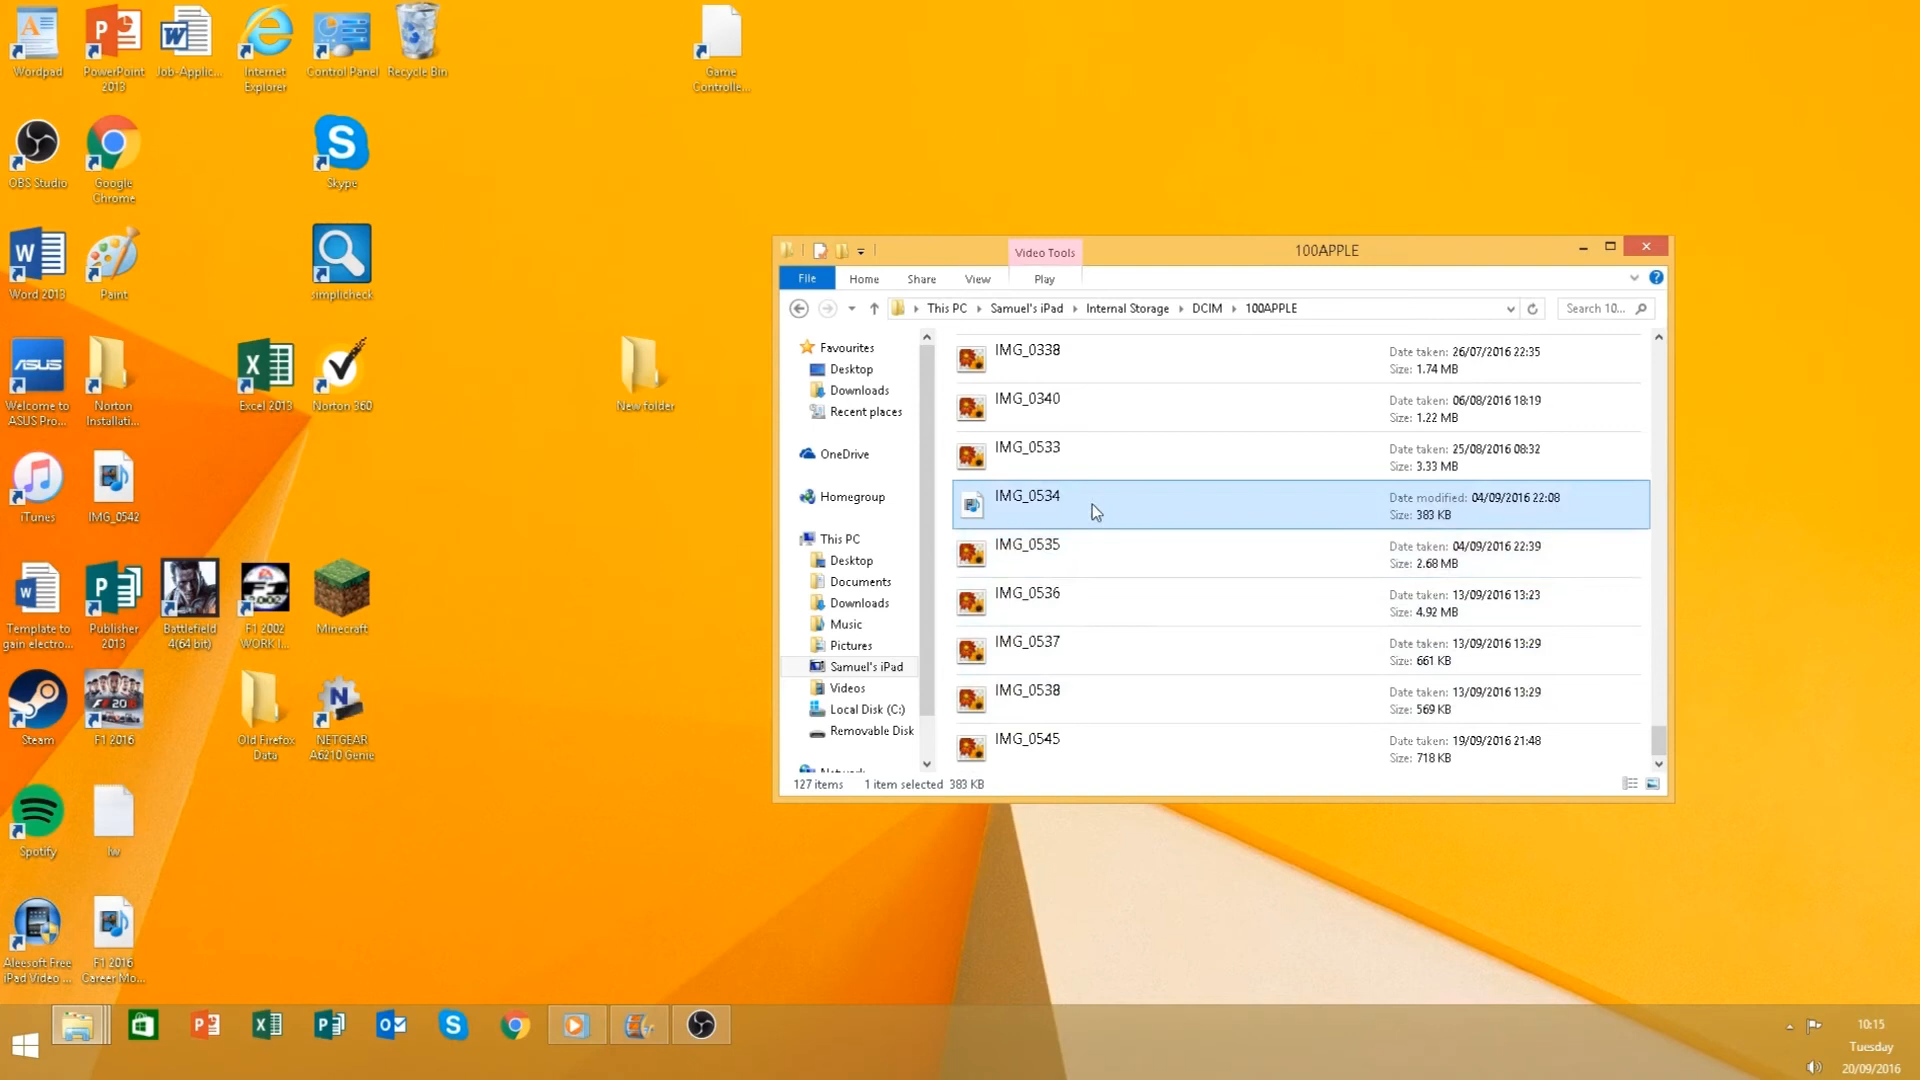 Wordpad
PowerPoint
2013
Job-Applic...
Internet
Explorer
Control Panel
Recycle Bin
Game
Controlle...
OBS Studio
Google
Chrome
Skype
Word 2013
Paint
simplicheck
Welcome to
ASUS Pro...
Norton
Installati...
Excel 2013
Norton 360
New folder
iTunes
IMG_0542
Template to
gain electro...
Publisher
2013
Battlefield
4(64 bit)
F1 2002
WORK I...
Minecraft
Steam
F1 2016
Old Firefox
Data
NETGEAR
A6210 Genie
Spotify
lw
Aleesoft Free
iPad Video ...
F1 2016
Career Mo...
Video Tools
100APPLE
File
Home
Share
View
Play
This PC
Samuel's iPad
Internal Storage
DCIM
100APPLE
Search 10...
Favourites
Desktop
Downloads
Recent places
OneDrive
Homegroup
This PC
Desktop
Documents
Downloads
Music
Pictures
Samuel's iPad
Videos
Local Disk (C:)
Removable Disk
Network
IMG_0338
Date taken: 26/07/2016 22:35
Size: 1.74 MB
IMG_0340
Date taken: 06/08/2016 18:19
Size: 1.22 MB
IMG_0533
Date taken: 25/08/2016 08:32
Size: 3.33 MB
IMG_0534
Date modified: 04/09/2016 22:08
Size: 383 KB
IMG_0535
Date taken: 04/09/2016 22:39
Size: 2.68 MB
IMG_0536
Date taken: 13/09/2016 13:23
Size: 4.92 MB
IMG_0537
Date taken: 13/09/2016 13:29
Size: 661 KB
IMG_0538
Date taken: 13/09/2016 13:29
Size: 569 KB
IMG_0545
Date taken: 19/09/2016 21:48
Size: 718 KB
127 items
1 item selected 383 KB
10:15
Tuesday
20/09/2016